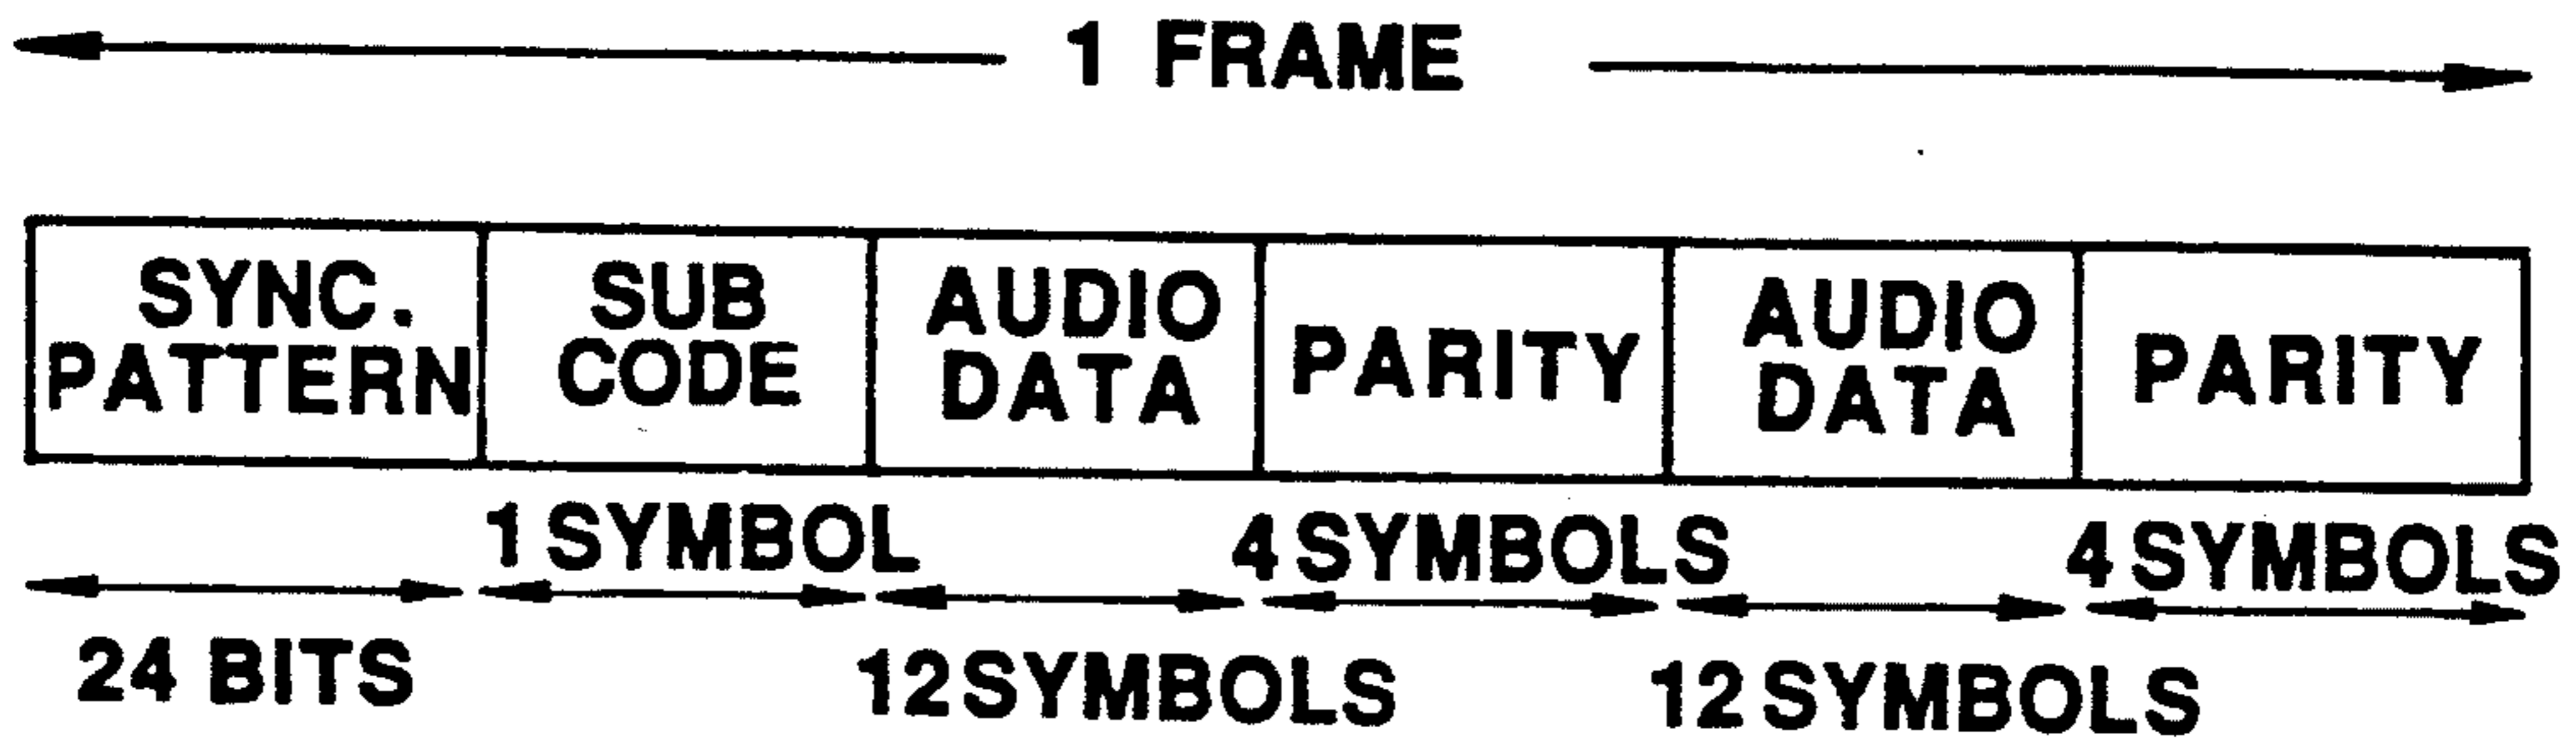 1 FRAME
SYNC.
PATTERN
SUB
CODE
AUDIO
DATA
PARITY
AUDIO
DATA
PARITY
1 SYMBOL
4 SYMBOLS
4 SYMBOLS
24 BITS
12 SYMBOLS
12 SYMBOLS